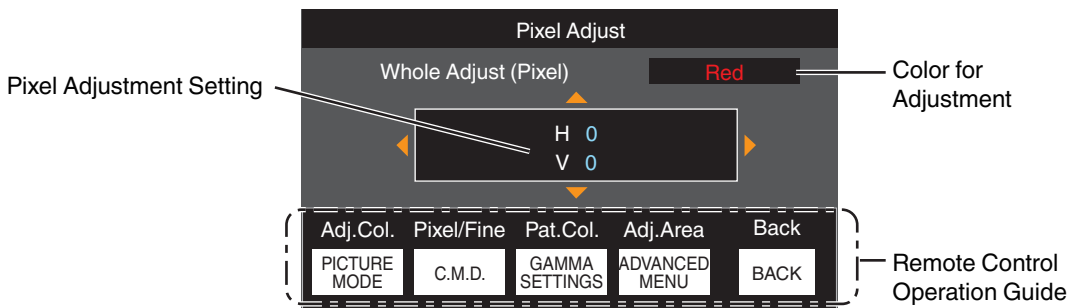 Pixel Adjust
Whole Adjust (Pixel) Red
Pixel Adjustment Setting
Color for
Adjustment
H 0
V 0
Adj.Col. Pixel/Fine Pat.Col. Adj.Area Back
PICTURE
MODE
C.M.D.
GAMMA
SETTINGS
ADVANCED
MENU
BACK
Remote Control
Operation Guide